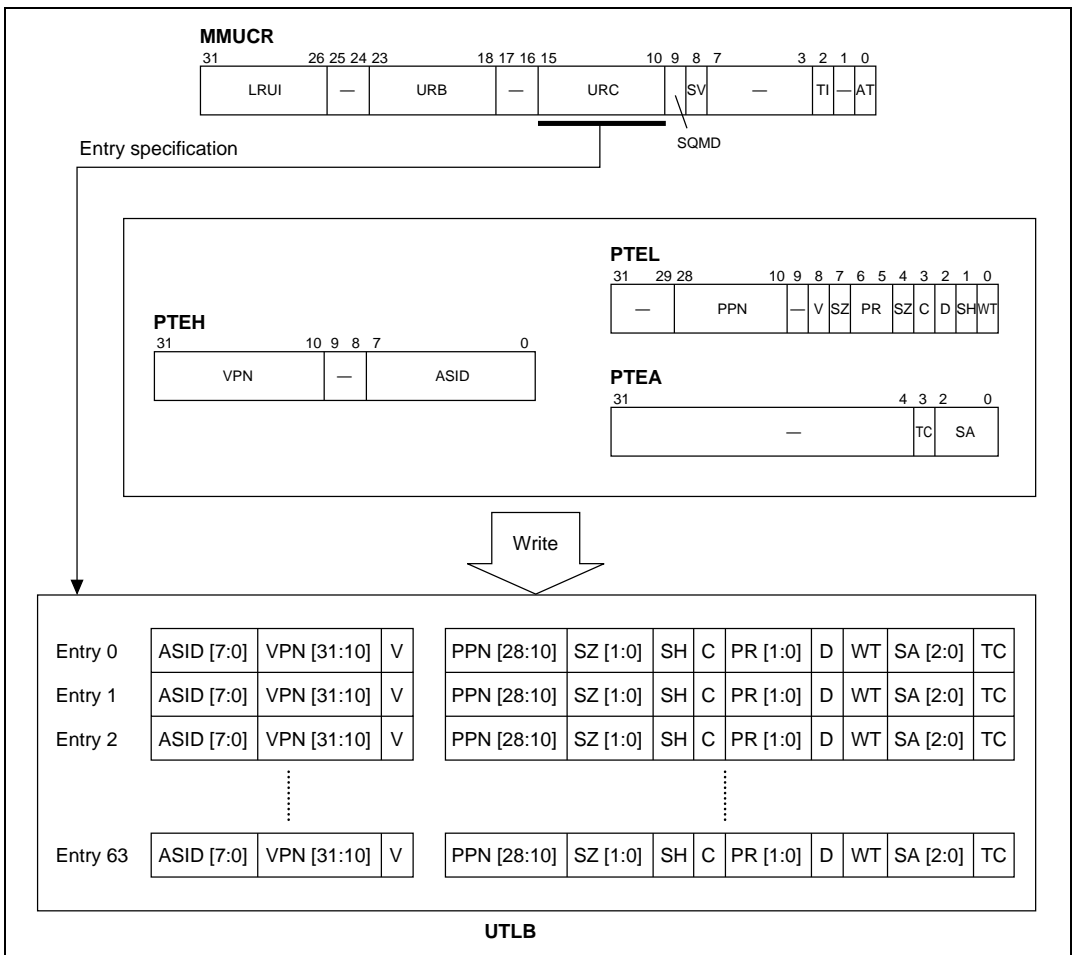 MMUCR
31 26 25 24 23 18 17 16 15 10 9 8 7 3 2 1 0
LRUI — URB — URC SV — TI — AT
SQMD
Entry specification
PTEL
31 29 28 10 9 8 7 6 5 4 3 2 1 0
— PPN — V SZ PR SZ C D SH WT
PTEH
31 10 9 8 7 0
VPN — ASID
PTEA
31 4 3 2 0
— TC SA
Write
Entry 0 ASID [7:0] VPN [31:10] V PPN [28:10] SZ [1:0] SH C PR [1:0] D WT SA [2:0] TC
Entry 1 ASID [7:0] VPN [31:10] V PPN [28:10] SZ [1:0] SH C PR [1:0] D WT SA [2:0] TC
Entry 2 ASID [7:0] VPN [31:10] V PPN [28:10] SZ [1:0] SH C PR [1:0] D WT SA [2:0] TC
Entry 63 ASID [7:0] VPN [31:10] V PPN [28:10] SZ [1:0] SH C PR [1:0] D WT SA [2:0] TC
UTLB